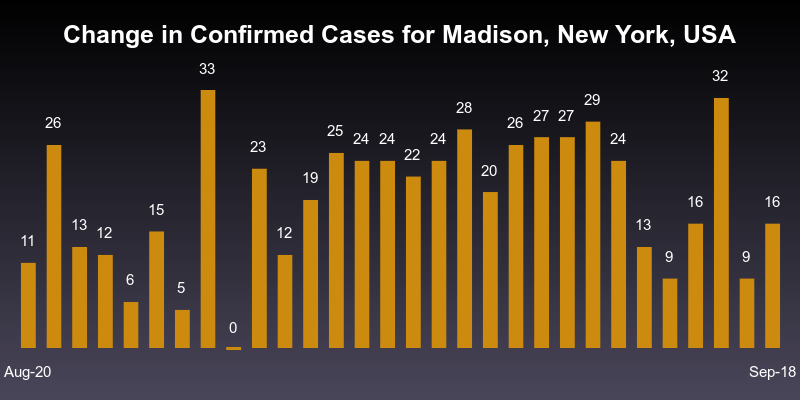 Change in Confirmed Cases for Madison, New York, USA
11 26 13 12 6 15 5 33 0 23 12 19 25 24 24 22 24 28 20 26 27 27 29 24 13 9 16 32 9 16
Aug-20 Sep-18